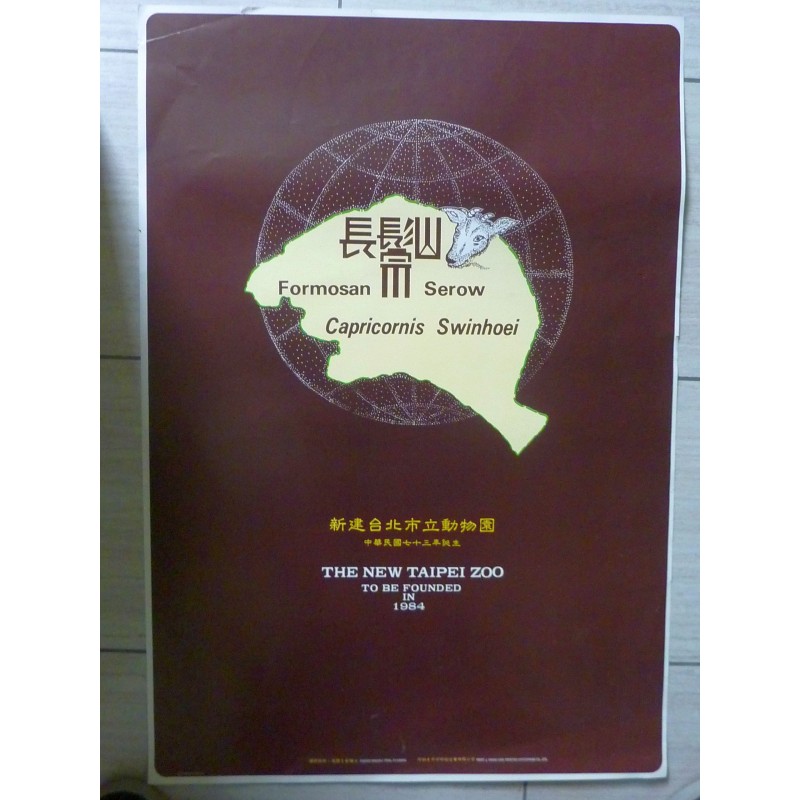 長鬃山
Formosan Serow
Capricornis Swinhoei
新建台北市立動物園
中華民國七十三年誕生
THE NEW TAIPEI ZOO
TO BE FOUNDED
IN
1984